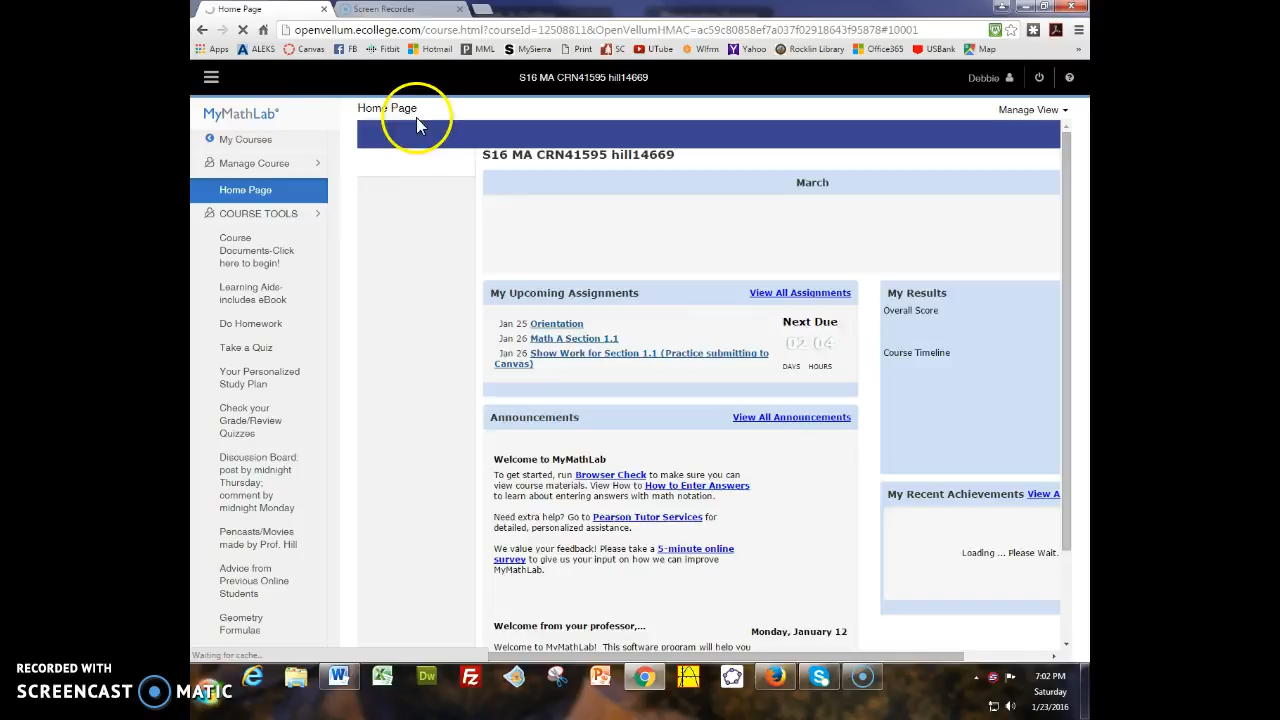 Home Page
Screen Recorder
openvellum.ecollege.com/course.html?courseId=12508811&OpenVellumHMAC=ac59c80858ef7a037f02918643f95878#10001
Apps ALEKS Canvas FB Fitbit Hotmail MML MySierra Print SC UTube Wlfrm Yahoo Rocklin Library Office365 USBank Map »
S16 MA CRN41595 hill14669
Debbie
MyMathLab®
Home Page
Manage View
My Courses
Manage Course
Home Page
COURSE TOOLS
Course
Documents-Click
here to begin!
Learning Aids-
includes eBook
Do Homework
Take a Quiz
Your Personalized
Study Plan
Check your
Grade/Review
Quizzes
Discussion Board:
post by midnight
Thursday;
comment by
midnight Monday
Pencasts/Movies
made by Prof. Hill
Advice from
Previous Online
Students
Geometry
Formulas
S16 MA CRN41595 hill14669
March
My Upcoming Assignments View All Assignments
Jan 25 Orientation
Jan 26 Math A Section 1.1
Jan 26 Show Work for Section 1.1 (Practice submitting to
Canvas)
Next Due
02 04
DAYS HOURS
My Results
Overall Score
Course Timeline
Announcements View All Announcements
Welcome to MyMathLab
To get started, run Browser Check to make sure you can
view course materials. View How to How to Enter Answers
to learn about entering answers with math notation.
Need extra help? Go to Pearson Tutor Services for
detailed, personalized assistance.
We value your feedback! Please take a 5-minute online
survey to give us your input on how we can improve
MyMathLab.
Welcome from your professor,... Monday, January 12
Welcome to MyMathLab! This software program will help you
My Recent Achievements View A
Loading ... Please Wait.
Waiting for cache...
7:02 PM
Saturday
1/23/2016
RECORDED WITH
SCREENCAST MATIC